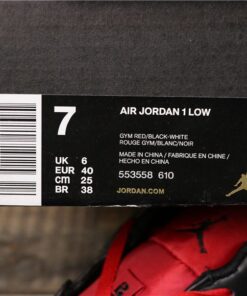 7
AIR JORDAN 1 LOW
GYM RED/BLACK-WHITE
ROUGE GYM/BLANC/NOIR
MADE IN CHINA / FABRIQUE EN CHINE /
HECHO EN CHINA
UK 6
EUR 40
CM 25
BR 38
553558 610
JORDAN.COM